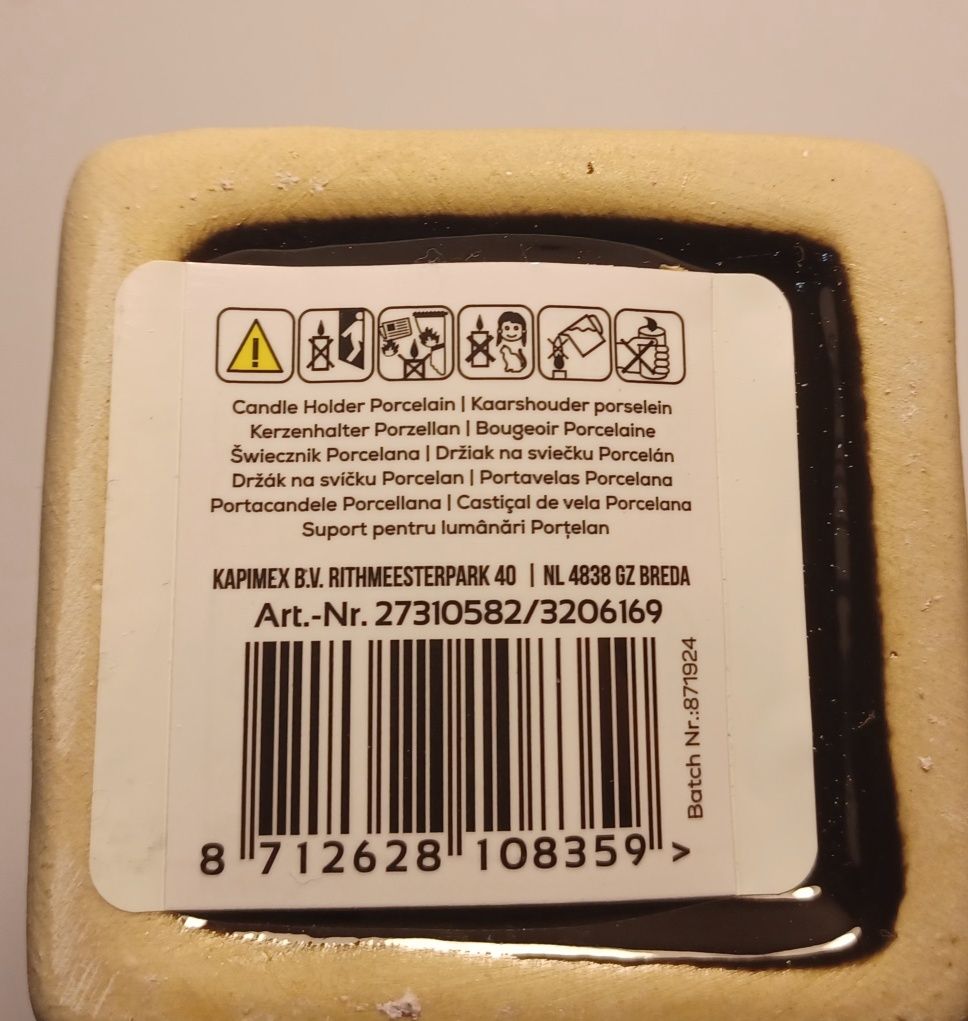 Candle Holder Porcelain | Kaarshouder porselein
Kerzenhalter Porzellan | Bougeoir Porcelaine
Świecznik Porcelana | Držiak na sviečku Porcelán
Držák na svíčku Porcelan | Portavelas Porcelana
Portacandele Porcellana | Castiçal de vela Porcelana
Suport pentru lumânări Porțelan
KAPIMEX B.V. RITHMEESTERPARK 40 | NL 4838 GZ BREDA
Art.-Nr. 27310582/3206169
Batch Nr.:871924
8 712628 108359 >